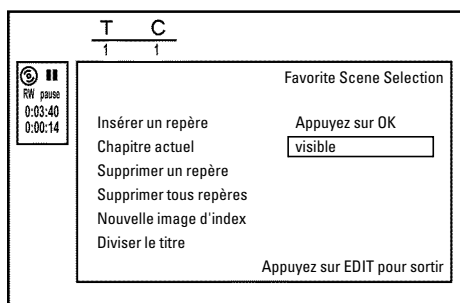 T C
1 1
RW pause
0:03:40
0:00:14
Favorite Scene Selection
Insérer un repère Appuyez sur OK
Chapitre actuel visible
Supprimer un repère
Supprimer tous repères
Nouvelle image d'index
Diviser le titre
Appuyez sur EDIT pour sortir